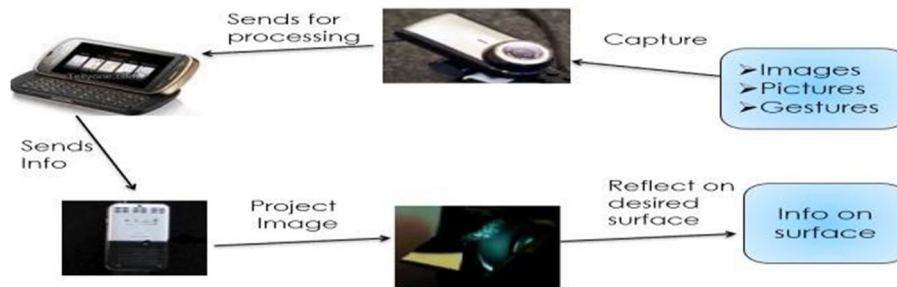 Sends for
processing
Capture
➢Images
➢Pictures
➢Gestures
Sends
Info
Project
Image
Reflect on
desired
surface
Info on
surface